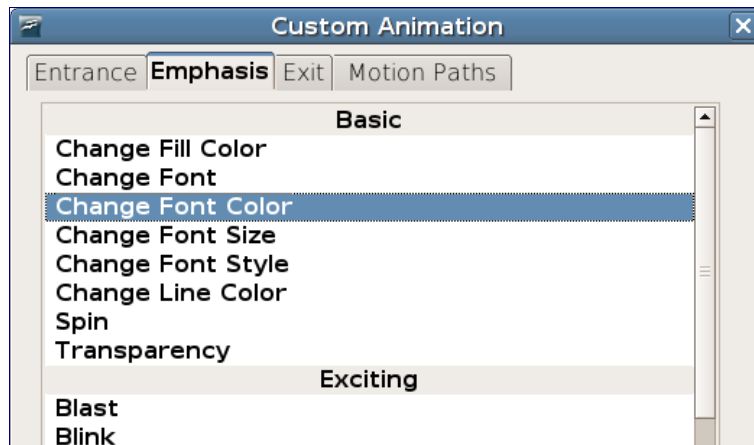 Custom Animation
Entrance Emphasis Exit Motion Paths
Basic
Change Fill Color
Change Font
Change Font Color
Change Font Size
Change Font Style
Change Line Color
Spin
Transparency
Exciting
Blast
Blink